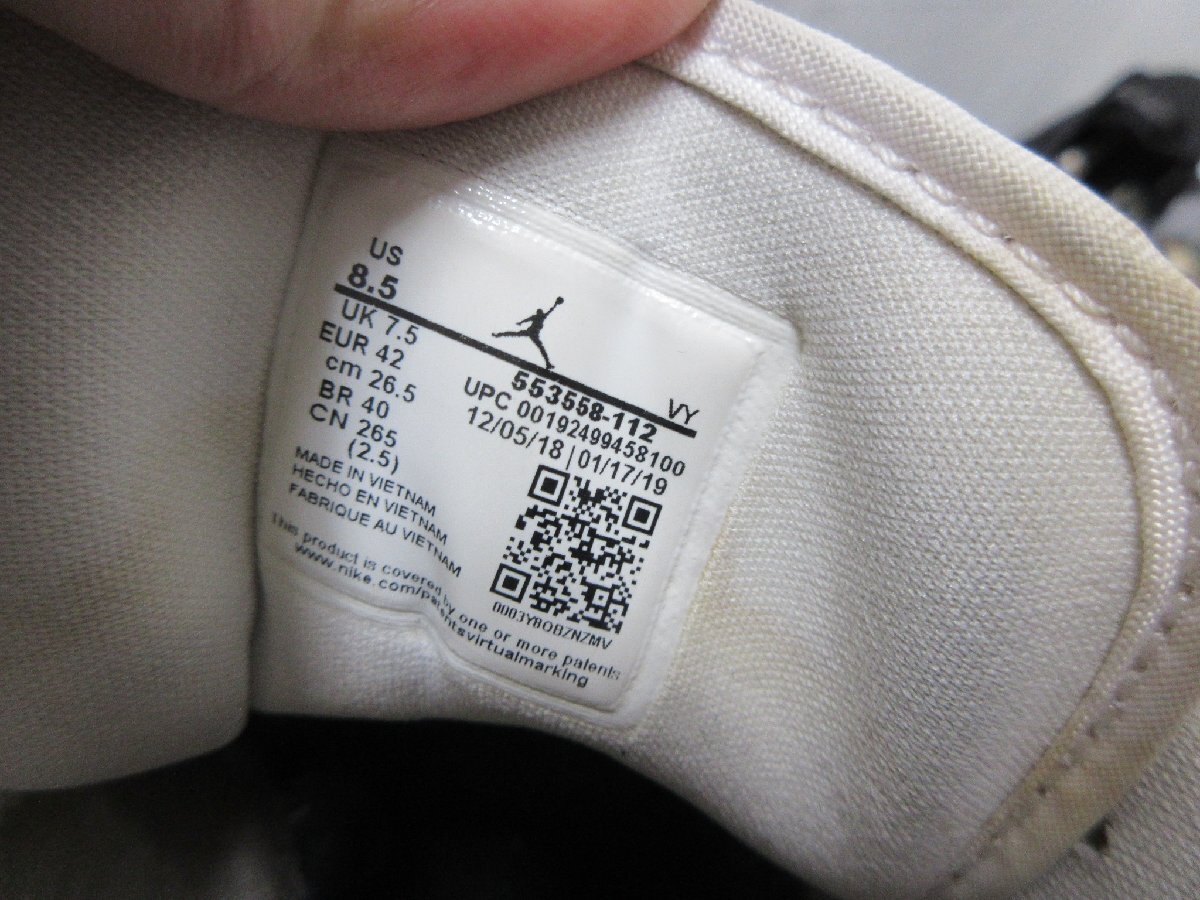 US
8.5
UK 7.5
EUR 42
cm 26.5
BR 40
CN 265
(2.5)
MADE IN VIETNAM
HECHO EN VIETNAM
FABRIQUE AU VIETNAM
VY
553558-112
UPC 00192499458100
12/05/18 | 01/17/19
0003YBOBZNZMV
This product is covered by one or more patents
www.nike.com/patentsvirtualmarking